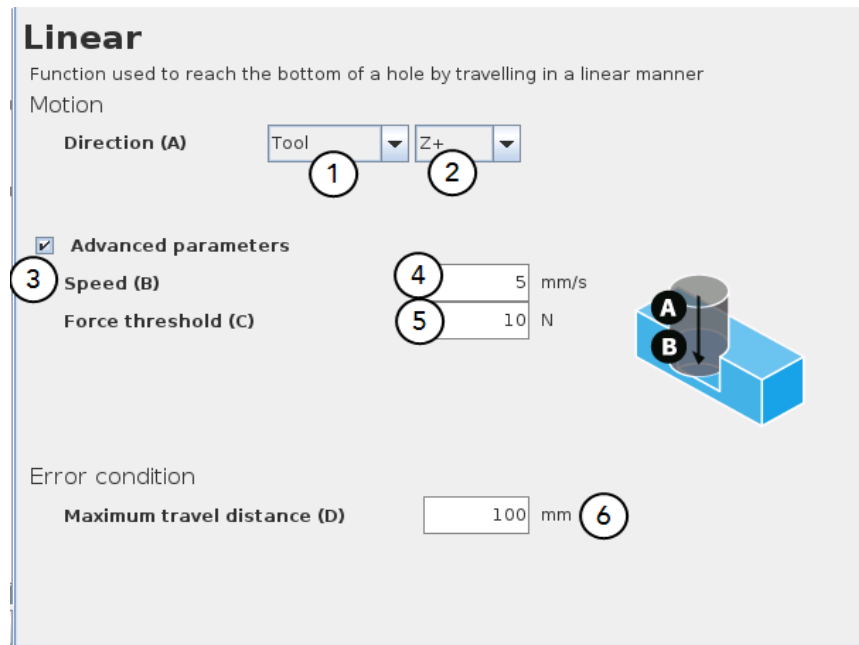 Linear
Function used to reach the bottom of a hole by travelling in a linear manner
Motion
Direction (A) Tool Z+
1 2
Advanced parameters
3 Speed (B) 4 5 mm/s
Force threshold (C) 5 10 N
A
B
Error condition
Maximum travel distance (D) 100 mm 6